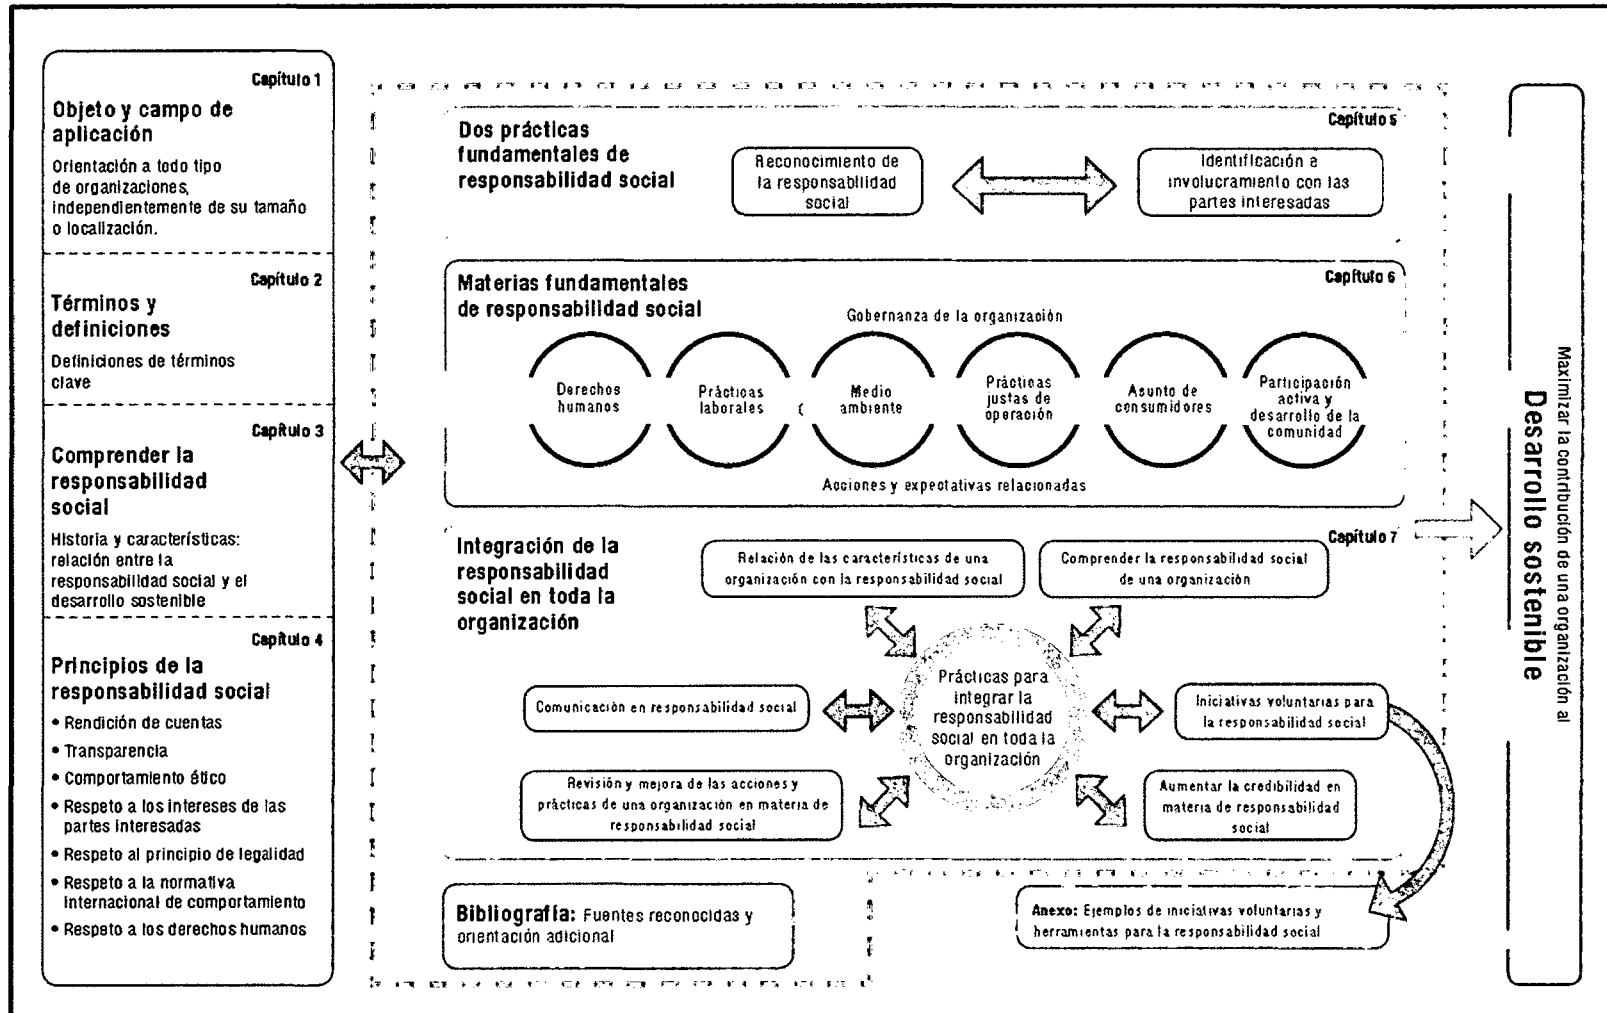 Capítulo 1
Objeto y campo de
aplicación
Orientación a todo tipo
de organizaciones,
independientemente de su tamaño
o localización.
Capítulo 2
Términos y
definiciones
Definiciones de términos
clave
Capítulo 3
Comprender la
responsabilidad
social
Historia y características:
relación entre la
responsabilidad social y el
desarrollo sostenible
Capítulo 4
Principios de la
responsabilidad social
• Rendición de cuentas
• Transparencia
• Comportamiento ético
• Respeto a los intereses de las
partes interesadas
• Respeto al principio de legalidad
• Respeto a la normativa
internacional de comportamiento
• Respeto a los derechos humanos
Capítulo 5
Dos prácticas
fundamentales de
responsabilidad social
Reconocimiento de
la responsabilidad
social
Identificación e
involucramiento con las
partes interesadas
Capítulo 6
Materias fundamentales
de responsabilidad social
Gobernanza de la organización
Derechos
humanos
Prácticas
laborales
Medio
ambiente
Prácticas
justas de
operación
Asunto de
consumidores
Participación
activa y
desarrollo de la
comunidad
Acciones y expectativas relacionadas
Capítulo 7
Integración de la
responsabilidad
social en toda la
organización
Relación de las características de una
organización con la responsabilidad social
Comprender la responsabilidad social
de una organización
Prácticas para
integrar la
responsabilidad
social en toda la
organización
Comunicación en responsabilidad social
Iniciativas voluntarias para
la responsabilidad social
Revisión y mejora de las acciones y
prácticas de una organización en materia de
responsabilidad social
Aumentar la credibilidad en
materia de responsabilidad
social
Bibliografía: Fuentes reconocidas y
orientación adicional
Anexo: Ejemplos de iniciativas voluntarias y
herramientas para la responsabilidad social
Maximizar la contribución de una organización al
Desarrollo sostenible